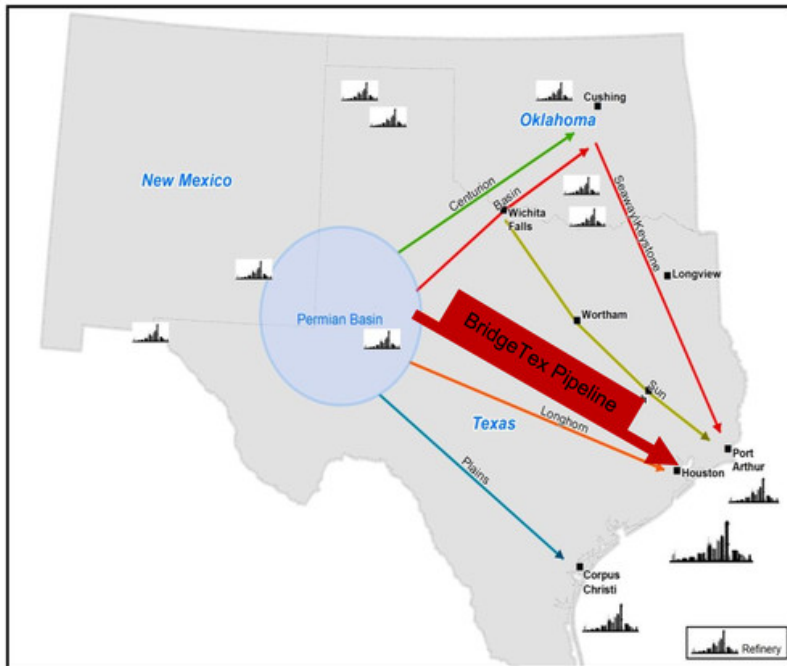 Cushing
Oklahoma
New Mexico
Centurion
Basin
Wichita
Falls
Seaway\Keystone
Longview
Permian Basin
Wortham
BridgeTex Pipeline
Sun
Longhorn
Texas
Plains
Port
Arthur
Houston
Corpus
Christi
Refinery